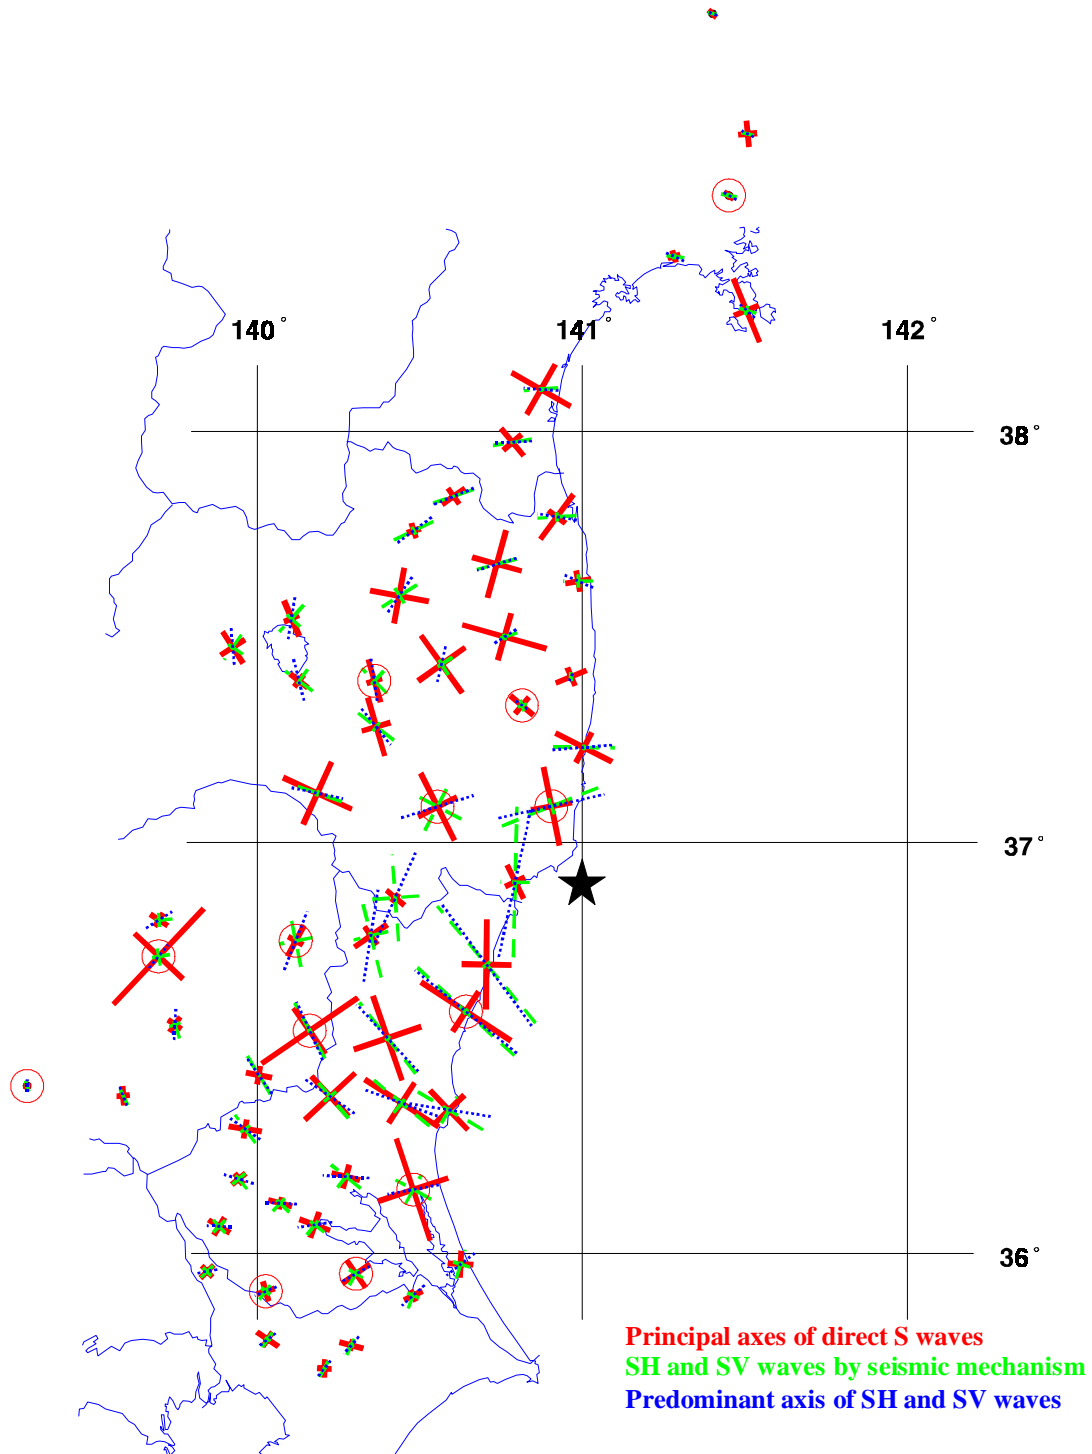 140°
141°
142°
38°
37°
36°
Principal axes of direct S waves
SH and SV waves by seismic mechanism
Predominant axis of SH and SV waves